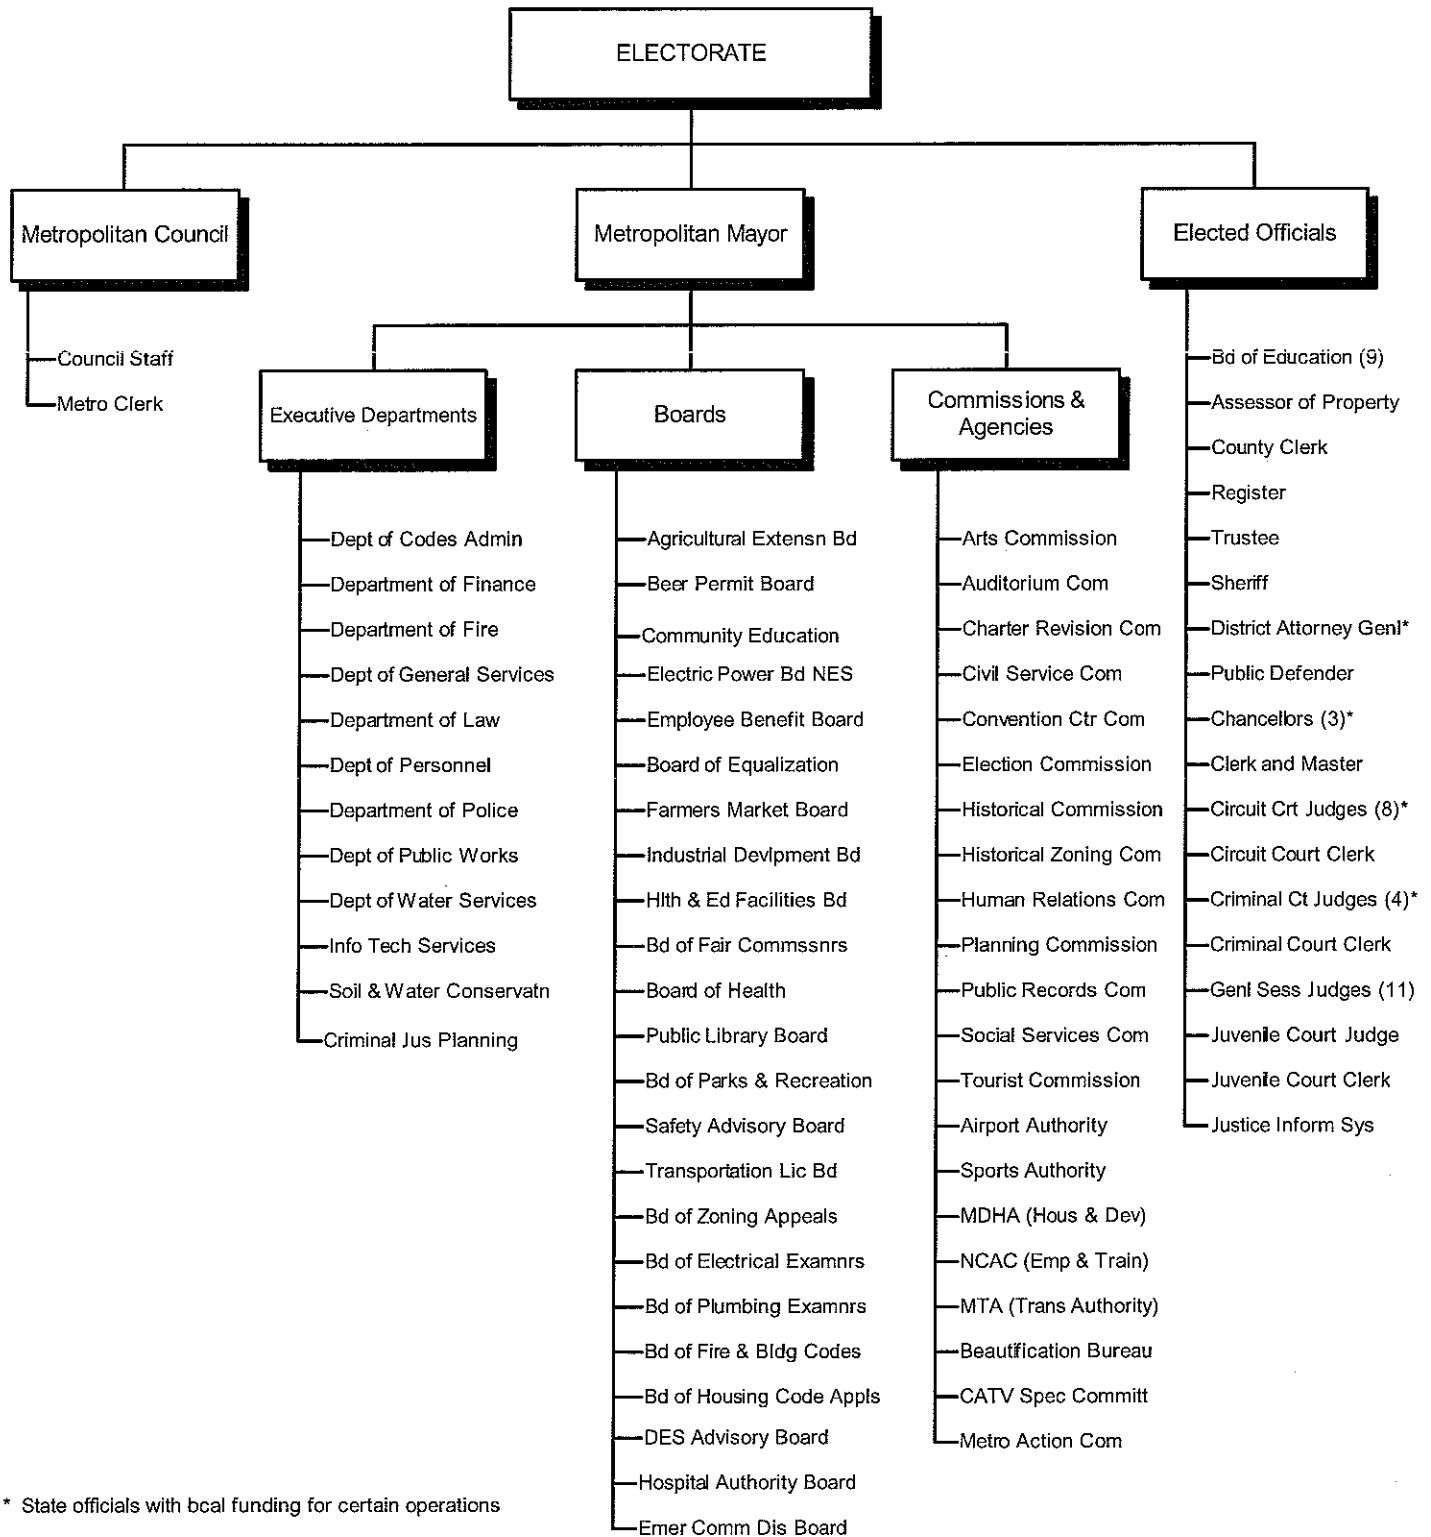 ELECTORATE
Metropolitan Council
Metropolitan Mayor
Elected Officials
Council Staff
Metro Clerk
Executive Departments
Boards
Commissions &
Agencies
Dept of Codes Admin
Department of Finance
Department of Fire
Dept of General Services
Department of Law
Dept of Personnel
Department of Police
Dept of Public Works
Dept of Water Services
Info Tech Services
Soil & Water Conservatn
Criminal Jus Planning
Agricultural Extensn Bd
Beer Permit Board
Community Education
Electric Power Bd NES
Employee Benefit Board
Board of Equalization
Farmers Market Board
Industrial Devlpment Bd
Hlth & Ed Facilities Bd
Bd of Fair Commssnrs
Board of Health
Public Library Board
Bd of Parks & Recreation
Safety Advisory Board
Transportation Lic Bd
Bd of Zoning Appeals
Bd of Electrical Examnrs
Bd of Plumbing Examnrs
Bd of Fire & Bldg Codes
Bd of Housing Code Appls
DES Advisory Board
Hospital Authority Board
Emer Comm Dis Board
Arts Commission
Auditorium Com
Charter Revision Com
Civil Service Com
Convention Ctr Com
Election Commission
Historical Commission
Historical Zoning Com
Human Relations Com
Planning Commission
Public Records Com
Social Services Com
Tourist Commission
Airport Authority
Sports Authority
MDHA (Hous & Dev)
NCAC (Emp & Train)
MTA (Trans Authority)
Beautification Bureau
CATV Spec Committ
Metro Action Com
Bd of Education (9)
Assessor of Property
County Clerk
Register
Trustee
Sheriff
District Attorney Genl*
Public Defender
Chancellors (3)*
Clerk and Master
Circuit Crt Judges (8)*
Circuit Court Clerk
Criminal Ct Judges (4)*
Criminal Court Clerk
Genl Sess Judges (11)
Juvenile Court Judge
Juvenile Court Clerk
Justice Inform Sys
* State officials with bcal funding for certain operations